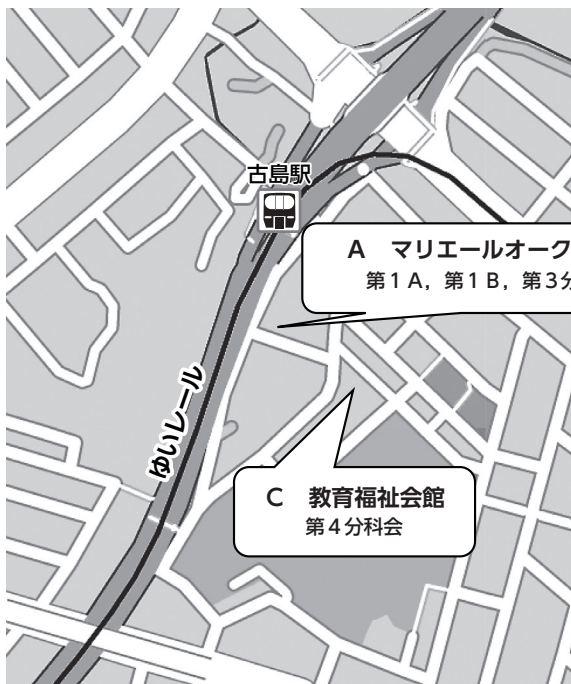 古島駅
A マリエールオーク
第1A，第1B，第3分
ゆいレール
C 教育福祉会館
第4分科会